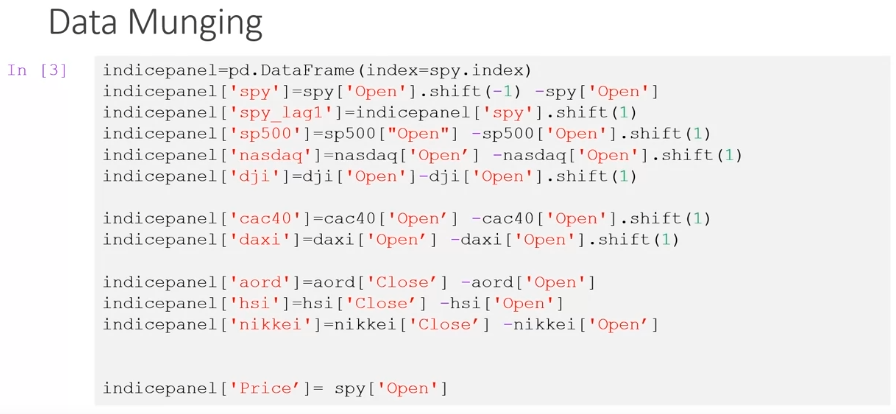 Data Munging
In [3]
indicepanel=pd.DataFrame(index=spy.index)
indicepanel['spy']=spy['Open'].shift(-1) -spy['Open']
indicepanel['spy_lag1']=indicepanel['spy'].shift(1)
indicepanel['sp500']=sp500["Open"] -sp500['Open'].shift(1)
indicepanel['nasdaq']=nasdaq['Open’] -nasdaq['Open'].shift(1)
indicepanel['dji']=dji['Open']-dji['Open'].shift(1)
indicepanel['cac40']=cac40['Open’] -cac40['Open'].shift(1)
indicepanel['daxi']=daxi['Open’] -daxi['Open'].shift(1)
indicepanel['aord']=aord['Close’] -aord['Open']
indicepanel['hsi']=hsi['Close’] -hsi['Open']
indicepanel['nikkei']=nikkei['Close’] -nikkei['Open’]
indicepanel['Price’]= spy['Open']